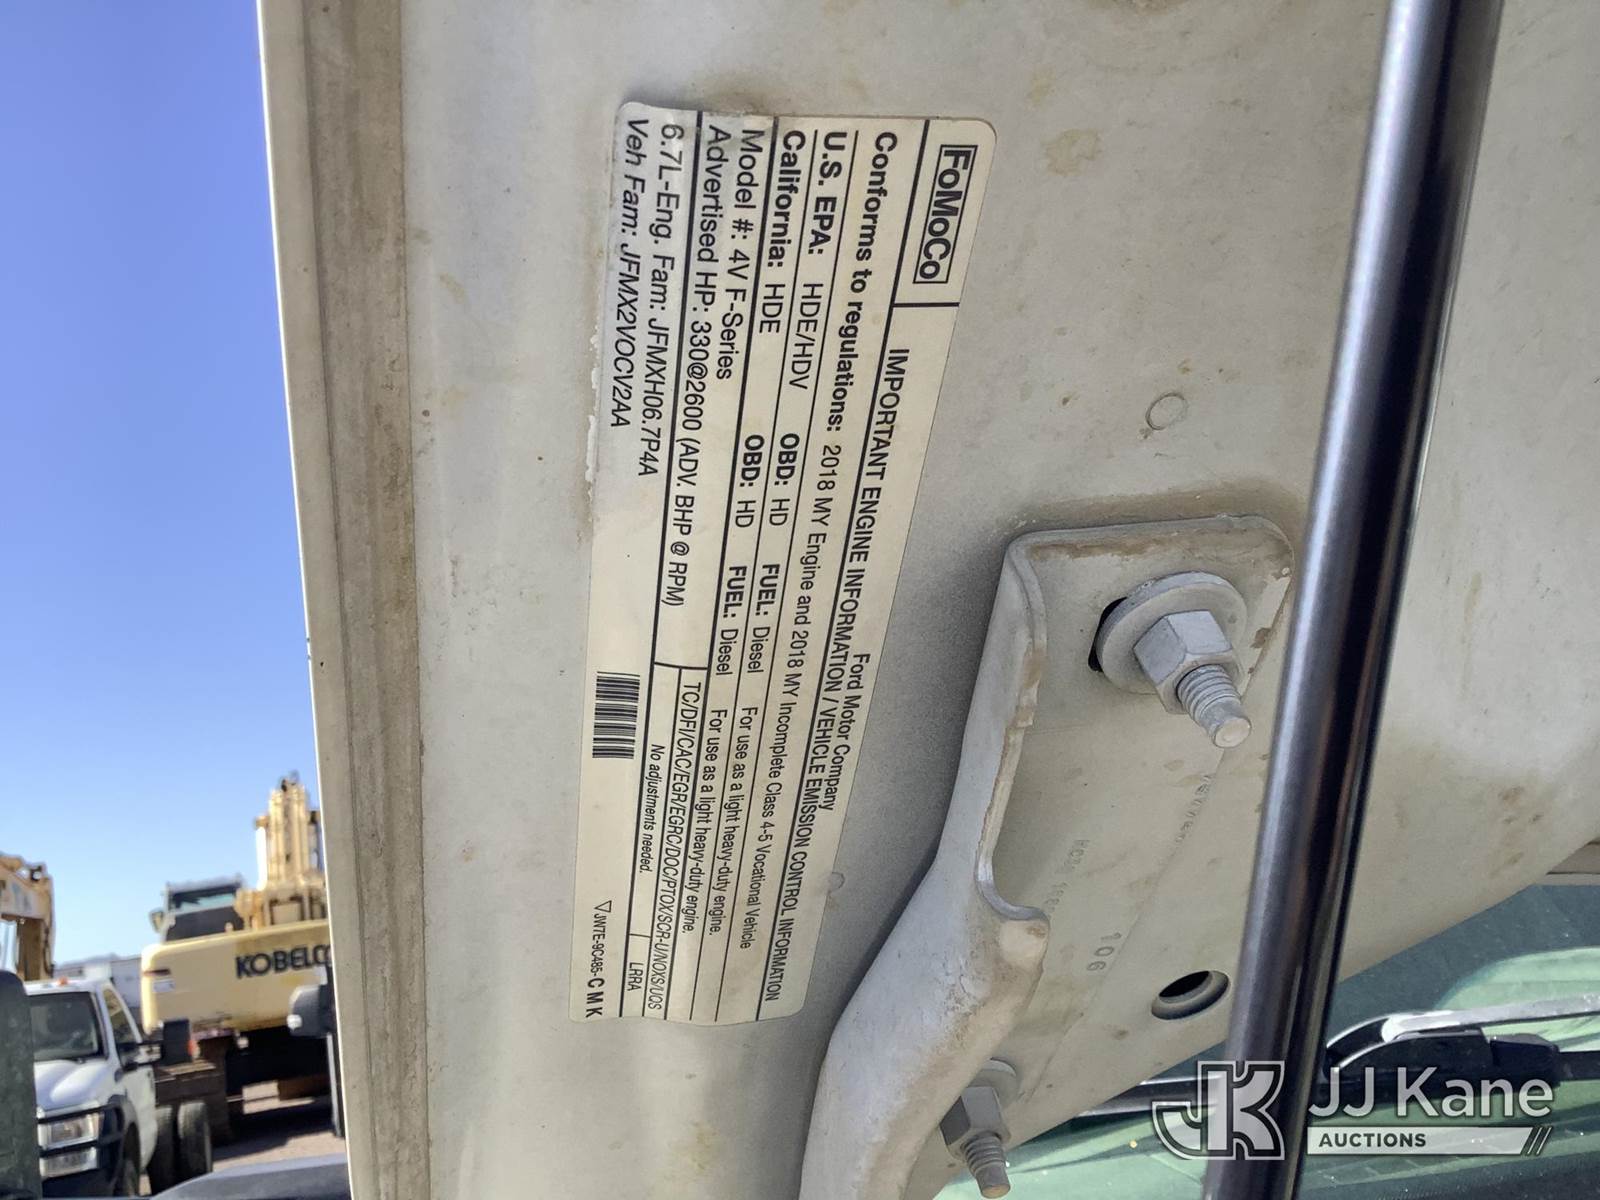 FoMoCo
IMPORTANT ENGINE INFORMATION / VEHICLE EMISSION CONTROL INFORMATION
Ford Motor Company
Conforms to regulations: 2018 MY Engine and 2018 MY Incomplete Class 4-5 Vocational Vehicle
U.S. EPA: HDE/HDV OBD: HD FUEL: Diesel For use as a light heavy-duty engine.
California: HDE OBD: HD FUEL: Diesel For use as a light heavy-duty engine.
Model #: 4V F-Series
TC/DFI/CAC/EGR/EGRC/DOC/PTOX/SCR-U/NOXS/UQS
Advertised HP: 330@2600 (ADV. BHP @ RPM)
No adjustments needed.
LRRA
6.7L-Eng. Fam: JFMXH06.7P4A
Veh Fam: JFMX2VOCV2AA
JW7E-9C485-C M K
106
KOBELCO
JK
JJ Kane
AUCTIONS